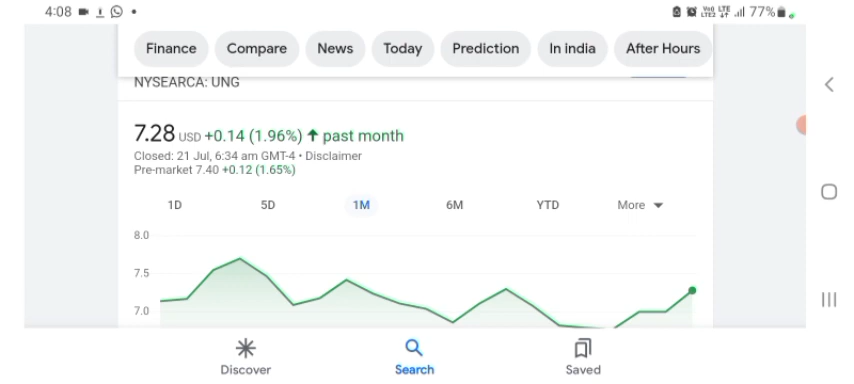 4:08
77%
Finance Compare News Today Prediction In india After Hours
NYSEARCA: UNG
7.28 USD +0.14 (1.96%) ↑ past month
Closed: 21 Jul, 6:34 am GMT-4 • Disclaimer
Pre-market 7.40 +0.12 (1.65%)
1D 5D 1M 6M YTD More
8.0
7.5
7.0
Discover Search Saved